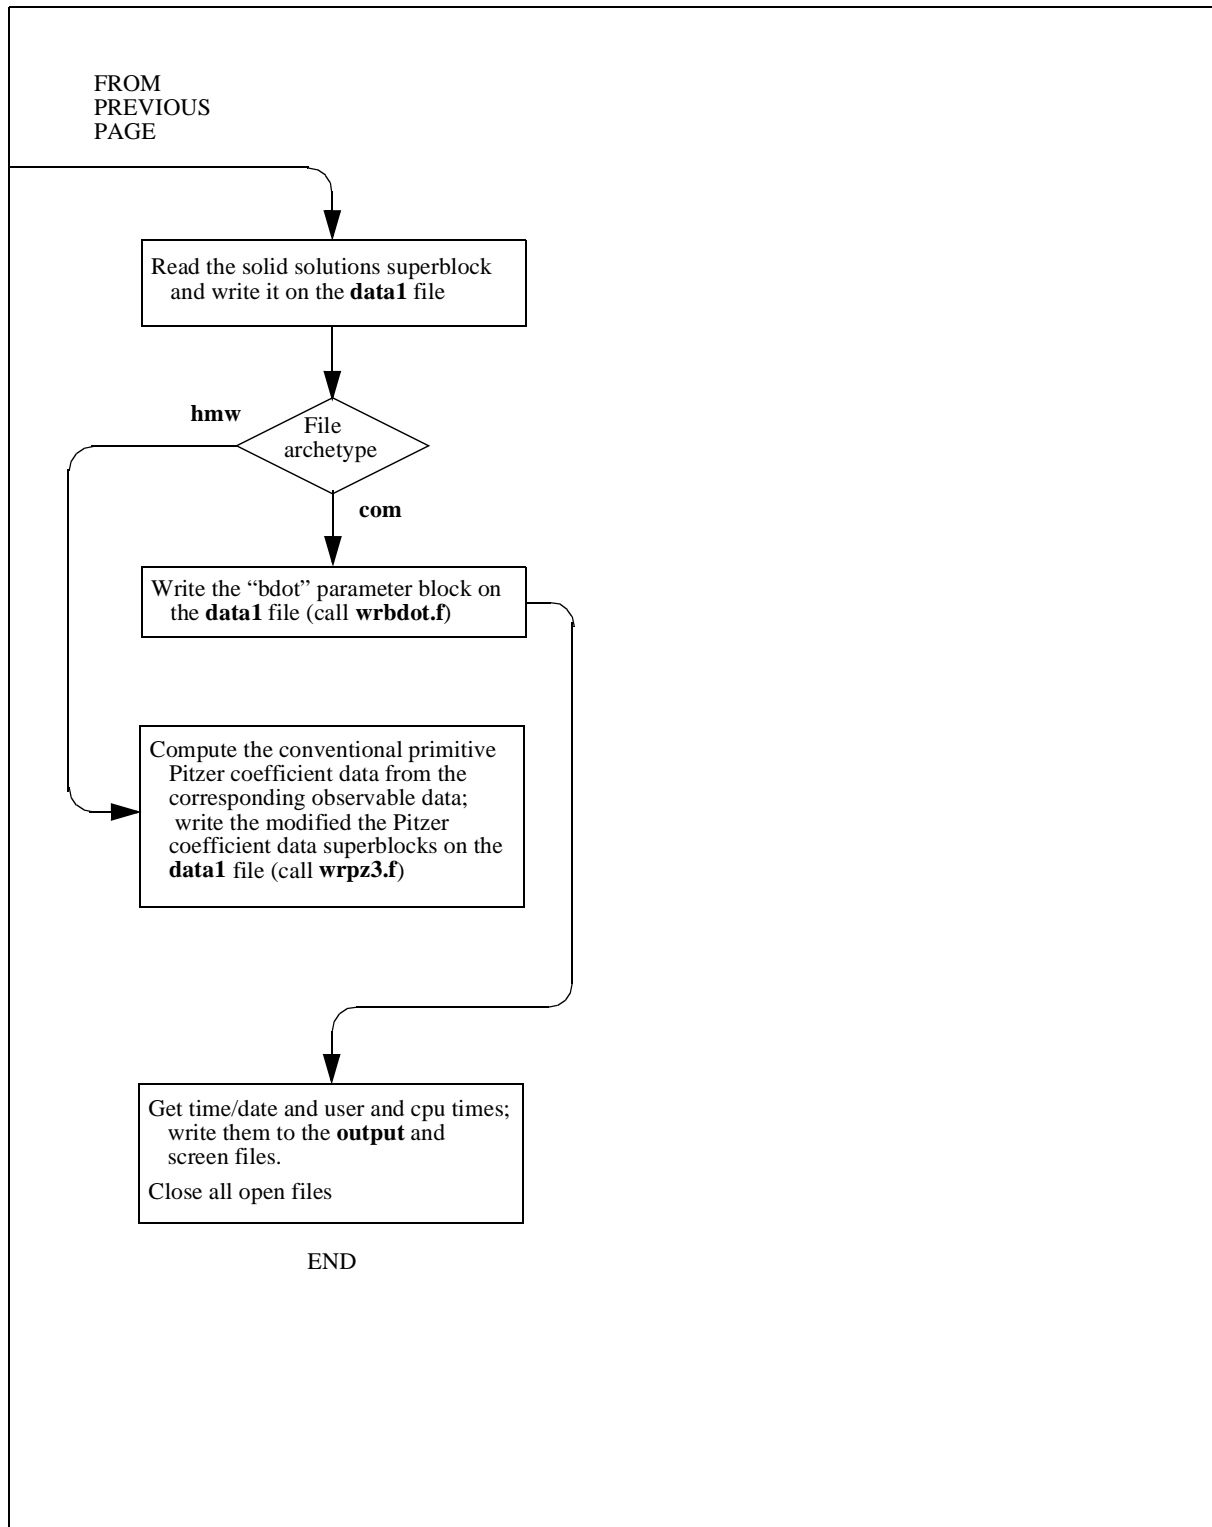 FROM
PREVIOUS
PAGE
Read the solid solutions superblock
and write it on the data1 file
hmw
File
archetype
com
Write the “bdot” parameter block on
the data1 file (call wrbdot.f)
Compute the conventional primitive
Pitzer coefficient data from the
corresponding observable data;
write the modified the Pitzer
coefficient data superblocks on the
data1 file (call wrpz3.f)
Get time/date and user and cpu times;
write them to the output and
screen files.
Close all open files
END